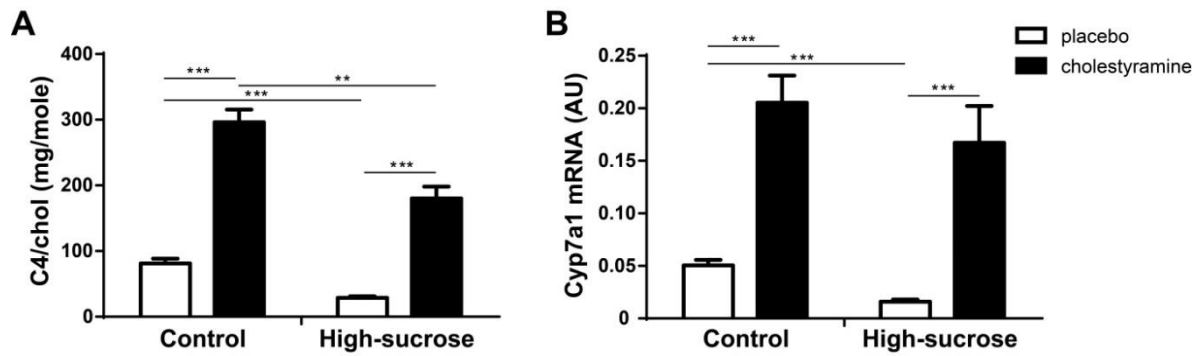 A
C4/chol (mg/mole)
400
300
200
100
0
***
**
***
***
Control
High-sucrose
B
Cyp7a1 mRNA (AU)
0.25
0.20
0.15
0.10
0.05
0
***
***
***
Control
High-sucrose
placebo
cholestyramine